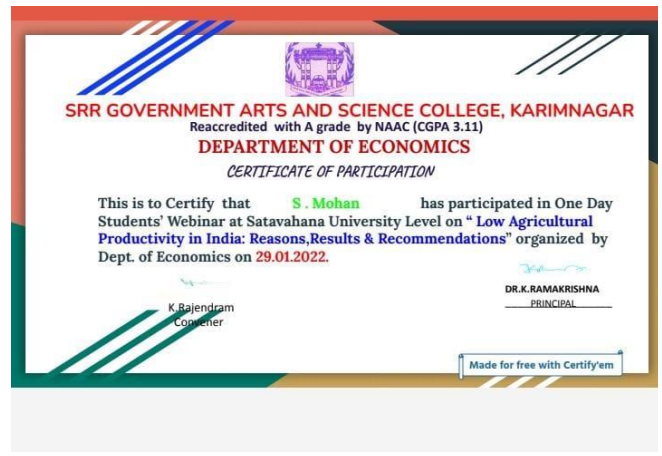 SRR GOVERNMENT ARTS AND SCIENCE COLLEGE, KARIMNAGAR
Reaccredited with A grade by NAAC (CGPA 3.11)
DEPARTMENT OF ECONOMICS
CERTIFICATE OF PARTICIPATION
This is to Certify that S . Mohan has participated in One Day
Students' Webinar at Satavahana University Level on “ Low Agricultural
Productivity in India: Reasons,Results & Recommendations” organized by
Dept. of Economics on 29.01.2022.
K.Rajendram
Convener
DR.K.RAMAKRISHNA
PRINCIPAL
Made for free with Certify'em